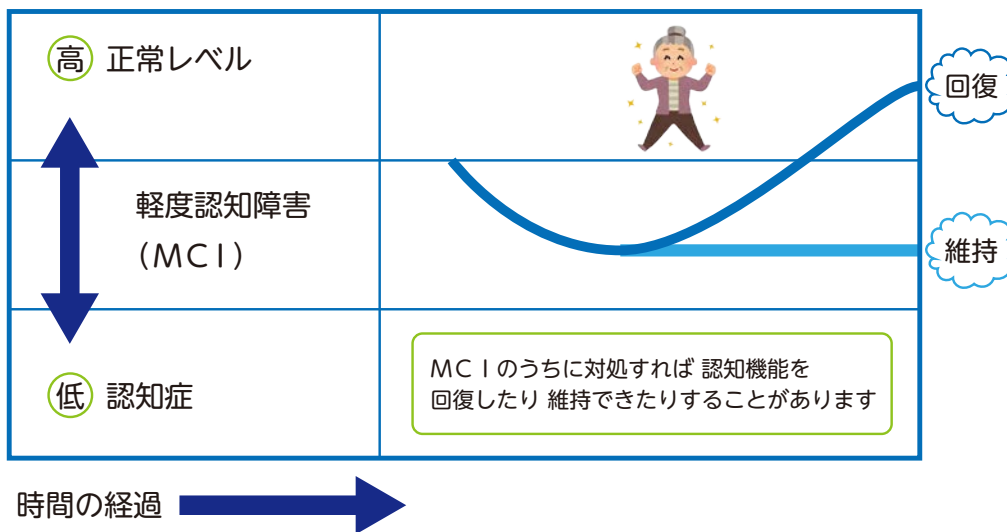 高 正常レベル
回復
軽度認知障害
(MCI)
維持
低 認知症
MCIのうちに対処すれば 認知機能を
回復したり 維持できたりすることがあります
時間の経過